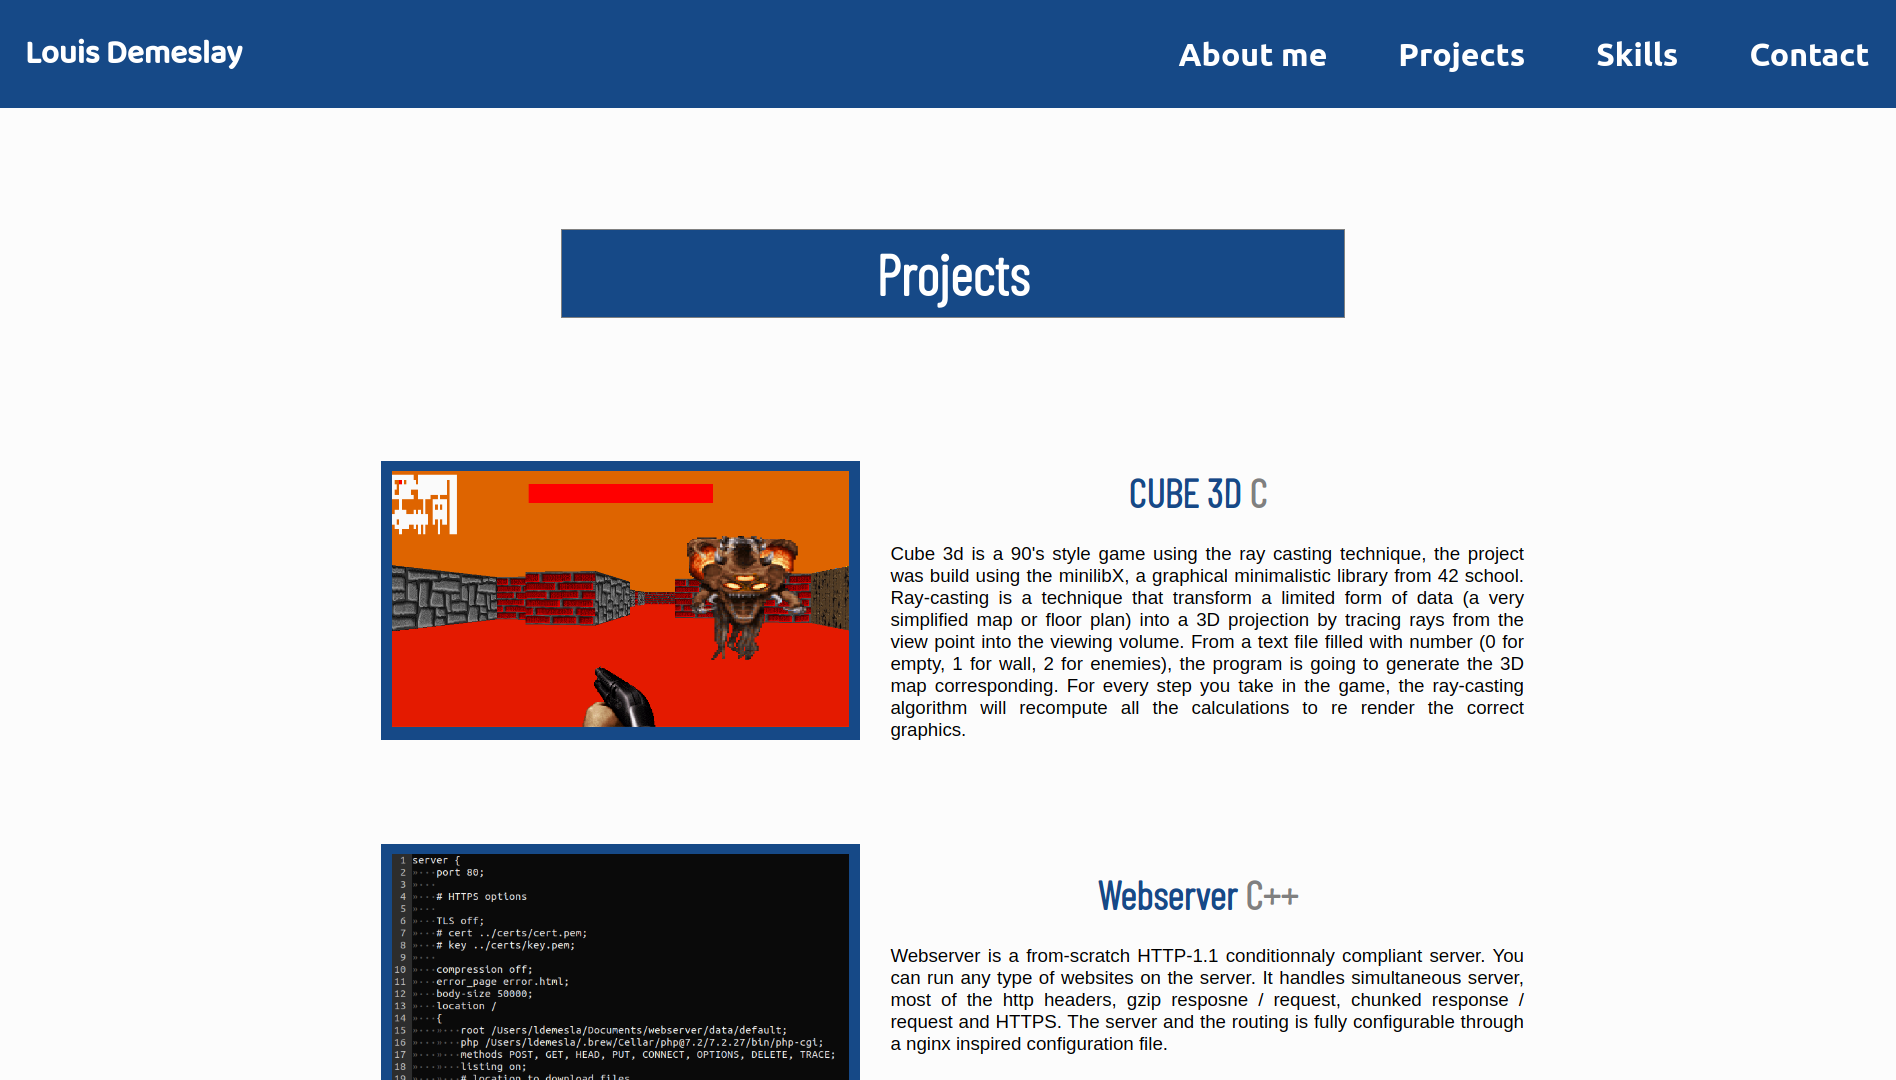 Louis Demeslay
About me Projects Skills Contact
Projects
CUBE 3D C
Cube 3d is a 90's style game using the ray casting technique, the project
was build using the minilibX, a graphical minimalistic library from 42 school.
Ray-casting is a technique that transform a limited form of data (a very
simplified map or floor plan) into a 3D projection by tracing rays from the
view point into the viewing volume. From a text file filled with number (0 for
empty, 1 for wall, 2 for enemies), the program is going to generate the 3D
map corresponding. For every step you take in the game, the ray-casting
algorithm will recompute all the calculations to re render the correct
graphics.
1 server {
2 »···port 80;
3 »···
4 »···# HTTPS options
5 »···
6 »···TLS off;
7 »···# cert ../certs/cert.pem;
8 »···# key ../certs/key.pem;
9 »···
10 »···compression off;
11 »···error_page error.html;
12 »···body-size 50000;
13 »···location /
14 »···{
15 »···»···root /Users/ldemesla/Documents/webserver/data/default;
16 »···»···php /Users/ldemesla/.brew/Cellar/php@7.2/7.2.27/bin/php-cgi;
17 »···»···methods POST, GET, HEAD, PUT, CONNECT, OPTIONS, DELETE, TRACE;
18 »···»···listing on;
19 »···»···# location to download files
Webserver C++
Webserver is a from-scratch HTTP-1.1 conditionnaly compliant server. You
can run any type of websites on the server. It handles simultaneous server,
most of the http headers, gzip resposne / request, chunked response /
request and HTTPS. The server and the routing is fully configurable through
a nginx inspired configuration file.